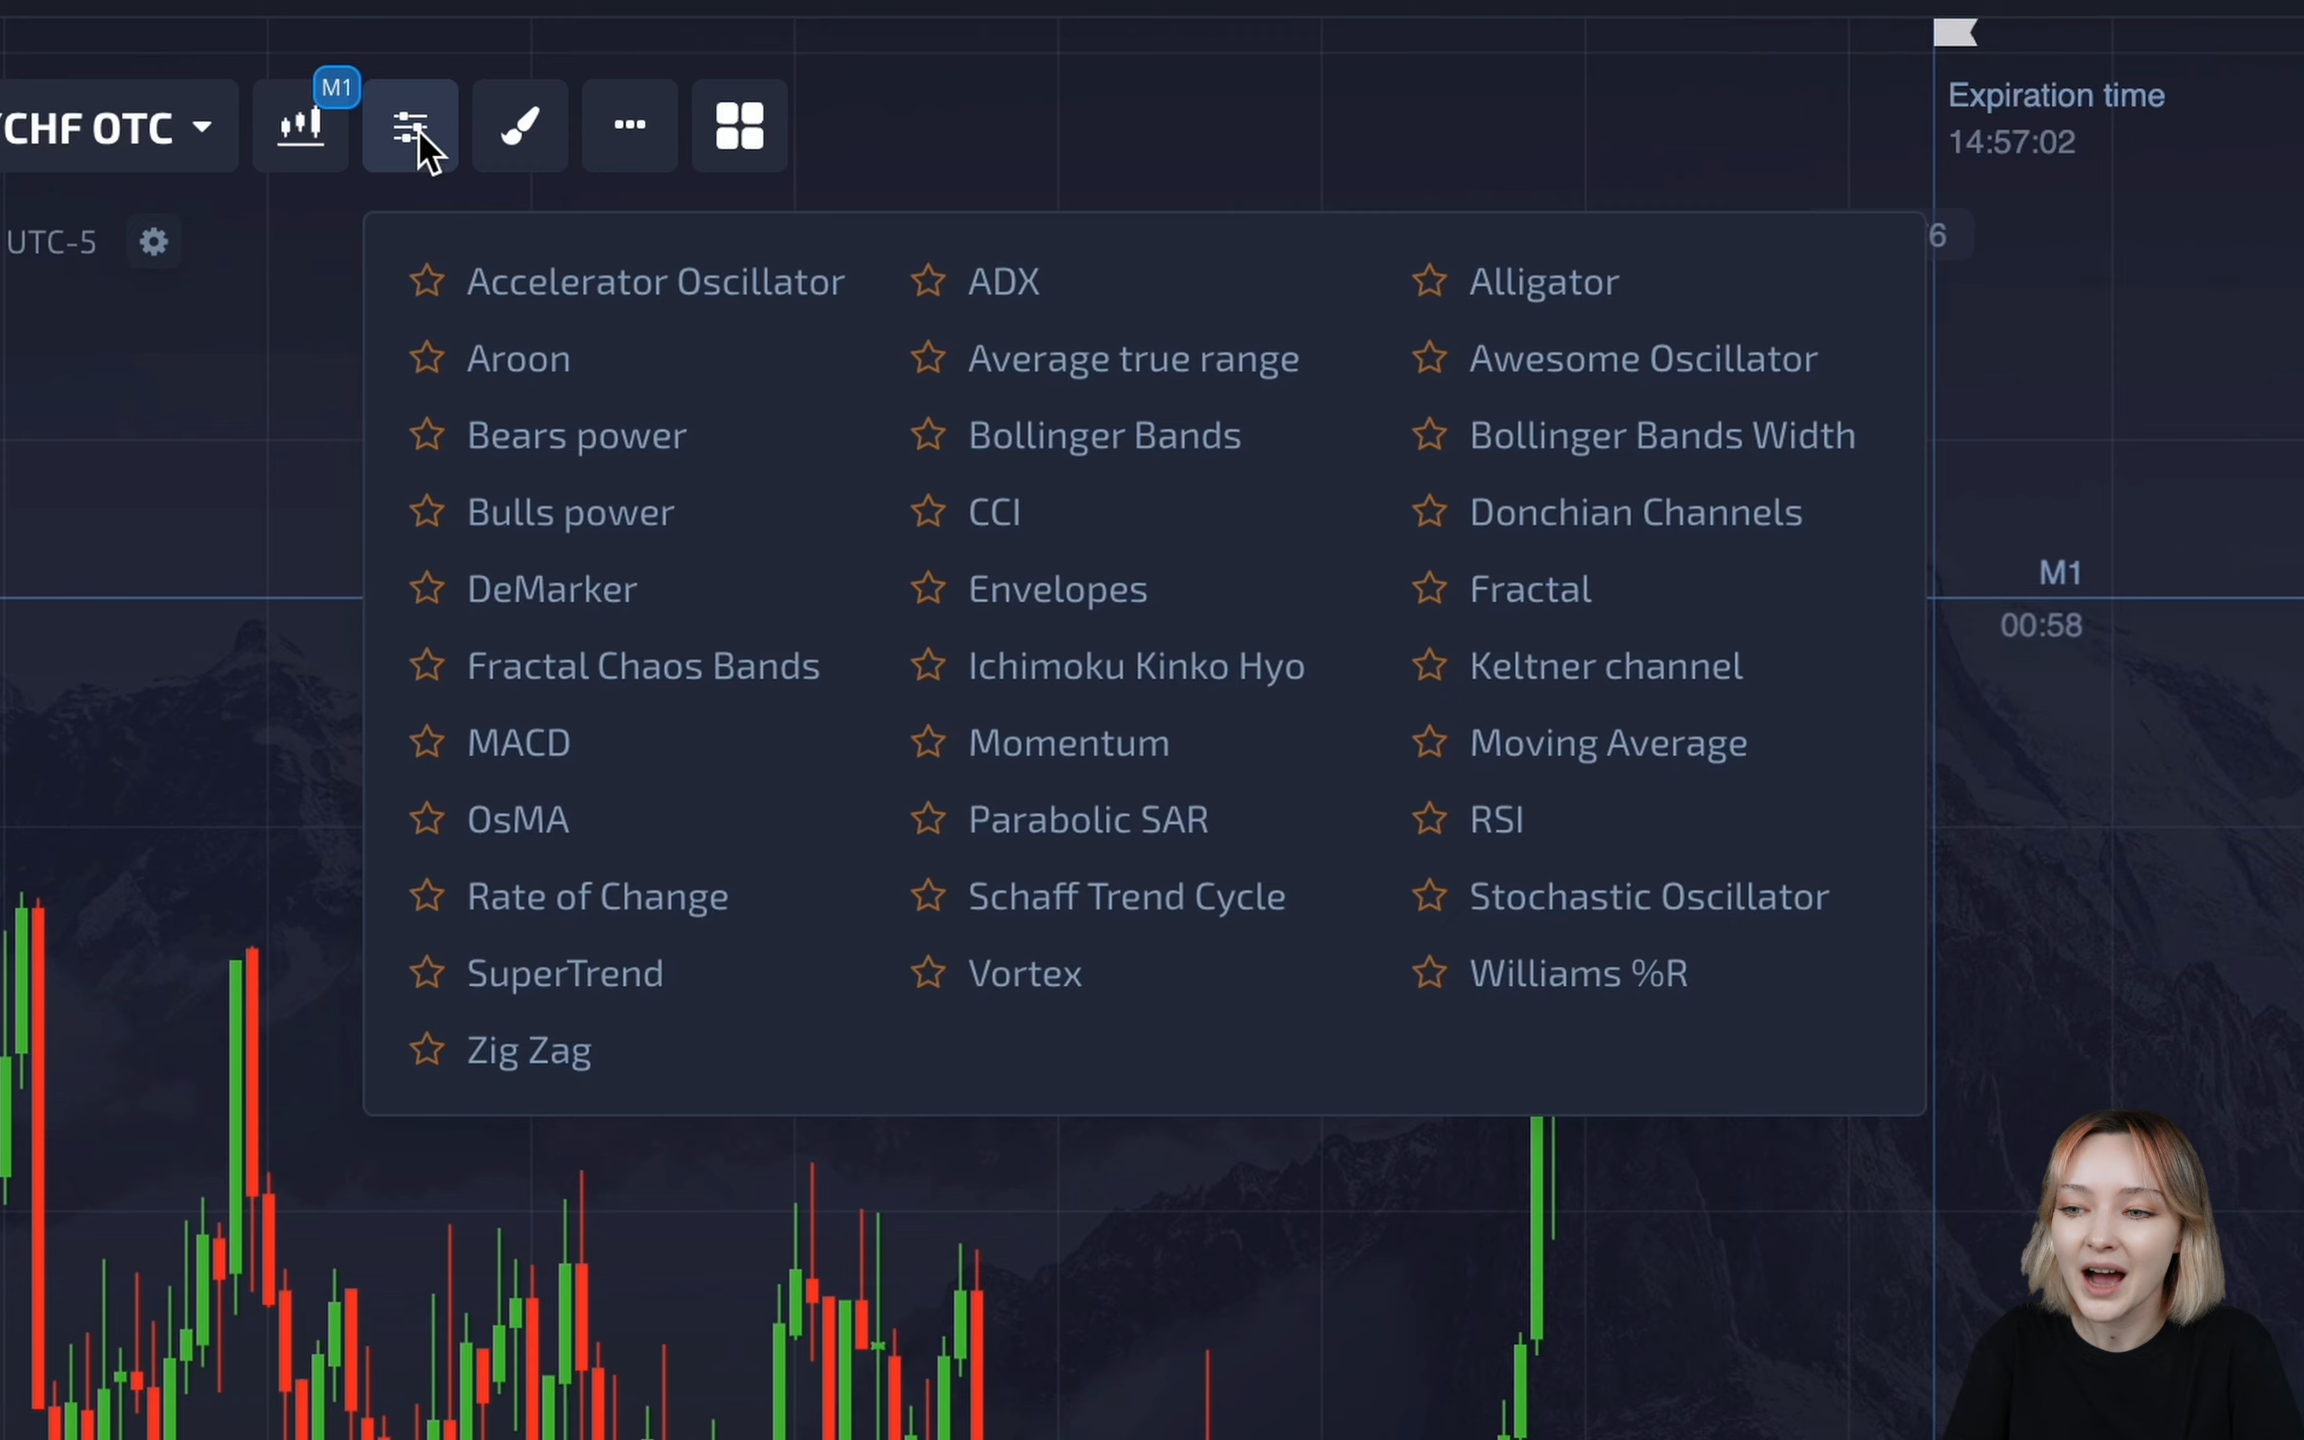 M1
CHF OTC
Expiration time
14:57:02
UTC-5
6
Accelerator Oscillator
ADX
Alligator
Aroon
Average true range
Awesome Oscillator
Bears power
Bollinger Bands
Bollinger Bands Width
Bulls power
CCI
Donchian Channels
DeMarker
Envelopes
Fractal
Fractal Chaos Bands
Ichimoku Kinko Hyo
Keltner channel
MACD
Momentum
Moving Average
OsMA
Parabolic SAR
RSI
Rate of Change
Schaff Trend Cycle
Stochastic Oscillator
SuperTrend
Vortex
Williams %R
Zig Zag
M1
00:58